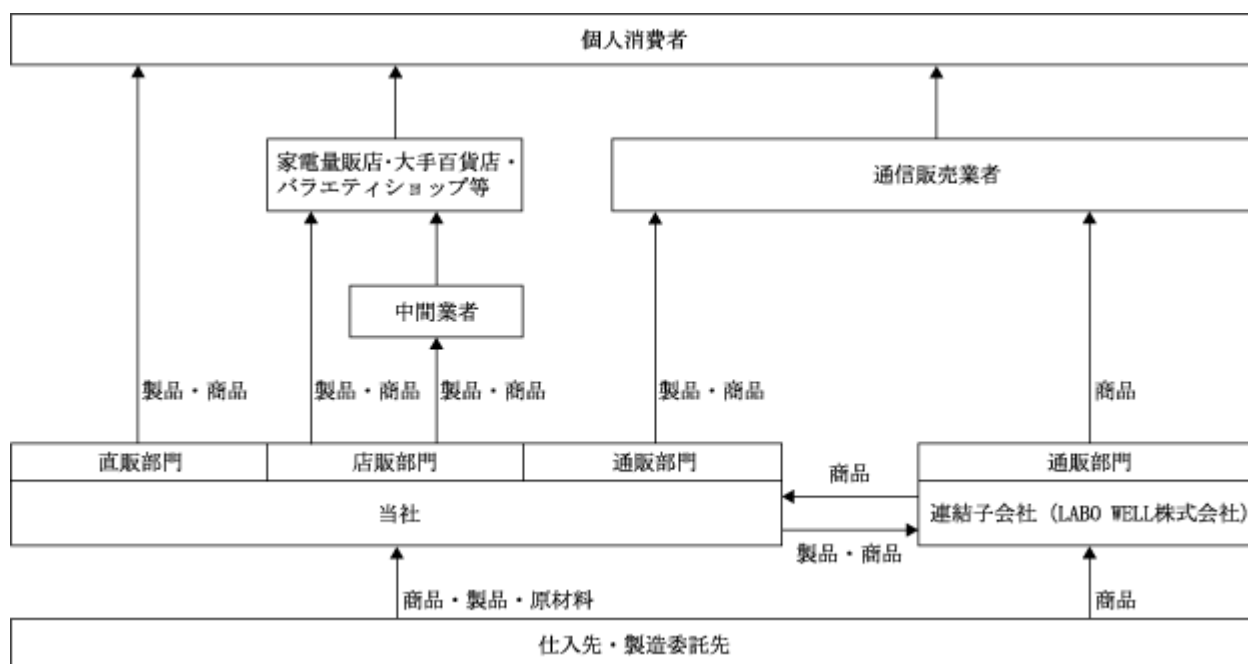 個人消費者
家電量販店・大手百貨店・
バラエティショップ等
通信販売業者
中間業者
製品・商品
製品・商品
製品・商品
製品・商品
商品
直販部門
店販部門
通販部門
通販部門
商品
当社
連結子会社（LABO WELL株式会社）
製品・商品
商品・製品・原材料
商品
仕入先・製造委託先